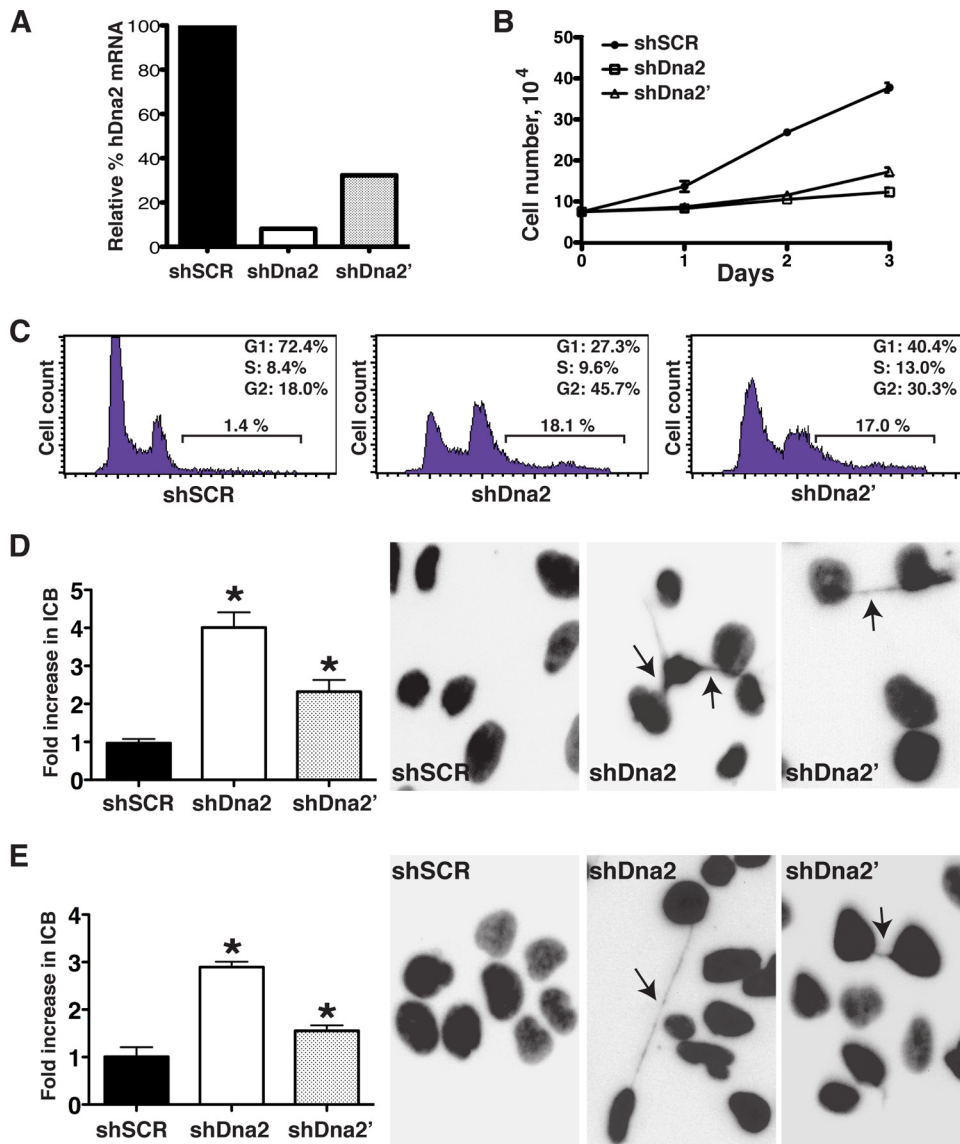 A
Relative % hDna2 mRNA
100
80
60
40
20
0
shSCR
shDna2
shDna2’
B
Cell number, 10^4
50
40
30
20
10
0
shSCR
shDna2
shDna2’
0
1
2
3
Days
C
Cell count
G1: 72.4%
S: 8.4%
G2: 18.0%
1.4 %
shSCR
Cell count
G1: 27.3%
S: 9.6%
G2: 45.7%
18.1 %
shDna2
Cell count
G1: 40.4%
S: 13.0%
G2: 30.3%
17.0 %
shDna2’
D
Fold increase in ICB
5
4
3
2
1
0
*
*
shSCR
shDna2
shDna2’
shSCR
shDna2
shDna2’
E
Fold increase in ICB
4
3
2
1
0
*
*
shSCR
shDna2
shDna2’
shSCR
shDna2
shDna2’